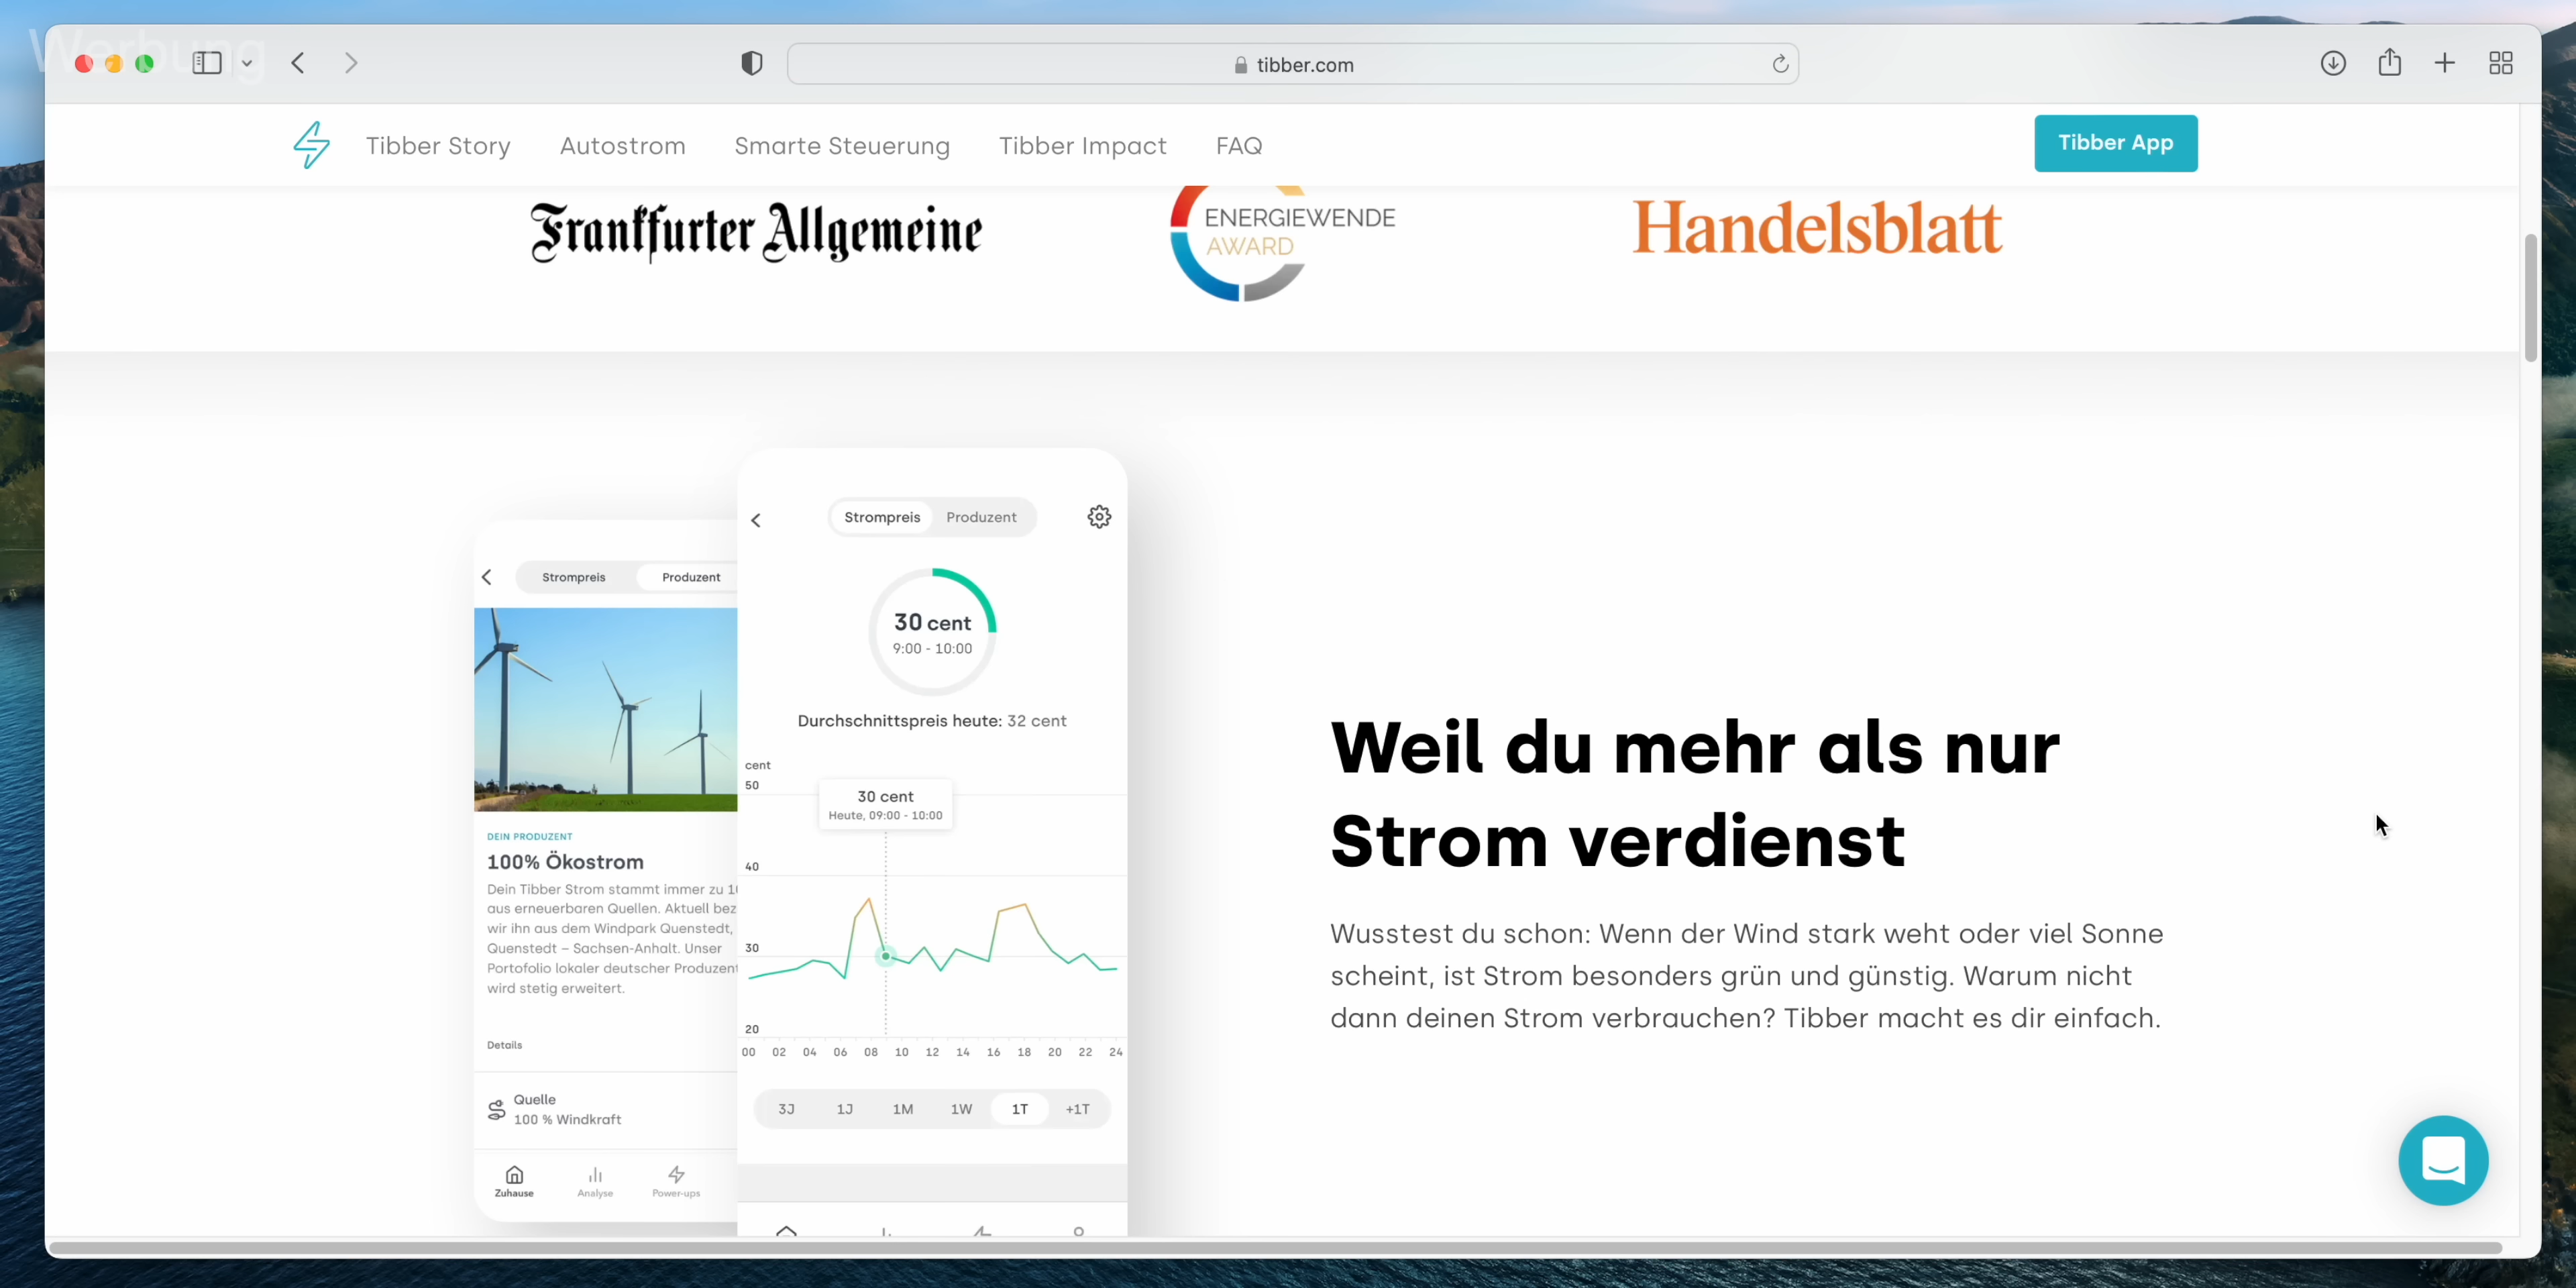 Werbung
tibber.com
Tibber Story Autostrom Smarte Steuerung Tibber Impact FAQ
Tibber App
Frankfurter Allgemeine
ENERGIEWENDE
AWARD
Handelsblatt
Strompreis Produzent
DEIN PRODUZENT
100% Ökostrom
Dein Tibber Strom stammt immer zu
aus erneuerbaren Quellen. Aktuell bez
wir ihn aus dem Windpark Quenstedt,
Quenstedt – Sachsen-Anhalt. Unser
Portofolio lokaler deutscher Produzent
wird stetig erweitert.
Details
Quelle
100 % Windkraft
Zuhause Analyse Power-ups
Strompreis Produzent
30 cent
9:00 - 10:00
Durchschnittspreis heute: 32 cent
cent
50
30 cent
Heute, 09:00 - 10:00
40
30
20
00 02 04 06 08 10 12 14 16 18 20 22 24
3J 1J 1M 1W 1T +1T
Weil du mehr als nur
Strom verdienst
Wusstest du schon: Wenn der Wind stark weht oder viel Sonne
scheint, ist Strom besonders grün und günstig. Warum nicht
dann deinen Strom verbrauchen? Tibber macht es dir einfach.